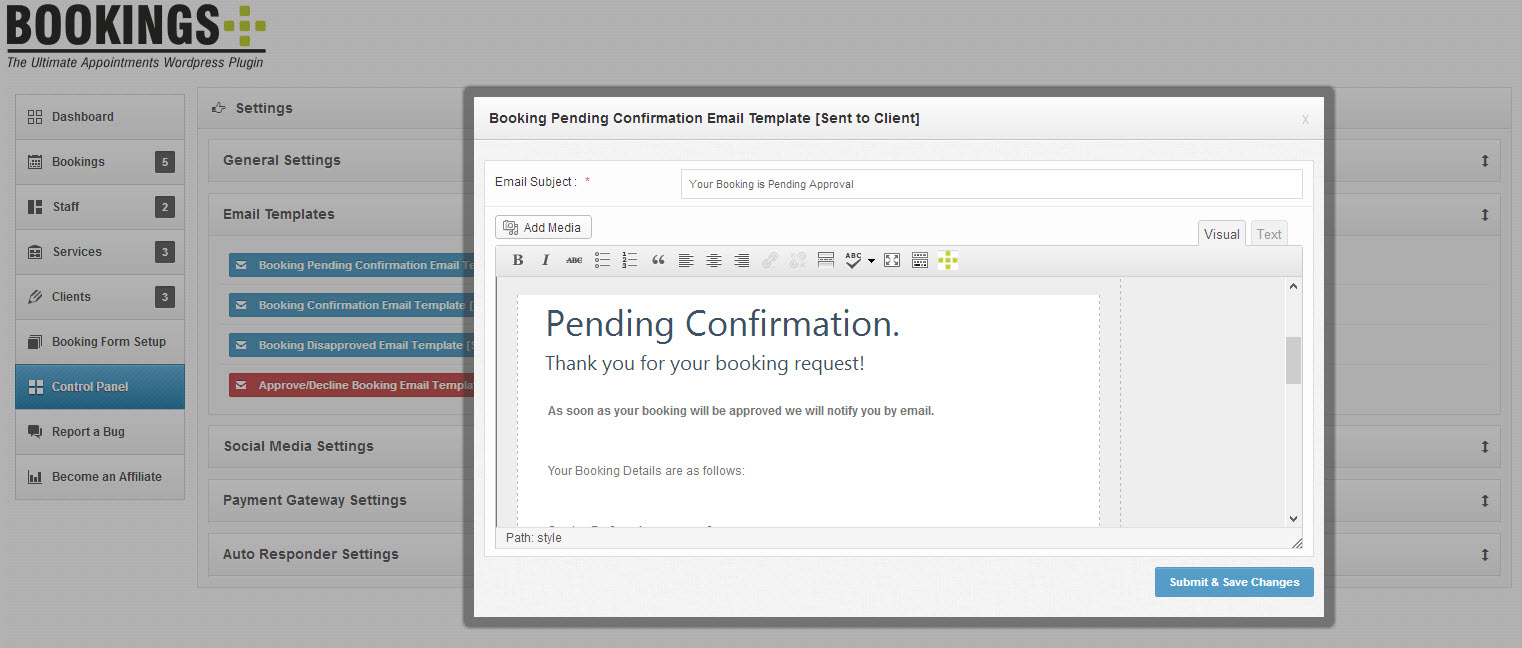 BOOKINGS
The Ultimate Appointments Wordpress Plugin
Dashboard
Bookings 5
Staff 2
Services 3
Clients 3
Booking Form Setup
Control Panel
Report a Bug
Become an Affiliate
Settings
General Settings
Email Templates
Booking Pending Confirmation Email Te
Booking Confirmation Email Template [
Booking Disapproved Email Template [S
Approve/Decline Booking Email Templa
Social Media Settings
Payment Gateway Settings
Auto Responder Settings
Booking Pending Confirmation Email Template [Sent to Client] x
Email Subject : * Your Booking is Pending Approval
Add Media
Visual Text
B I ABC ABC
Pending Confirmation.
Thank you for your booking request!
As soon as your booking will be approved we will notify you by email.
Your Booking Details are as follows:
Path: style
Submit & Save Changes